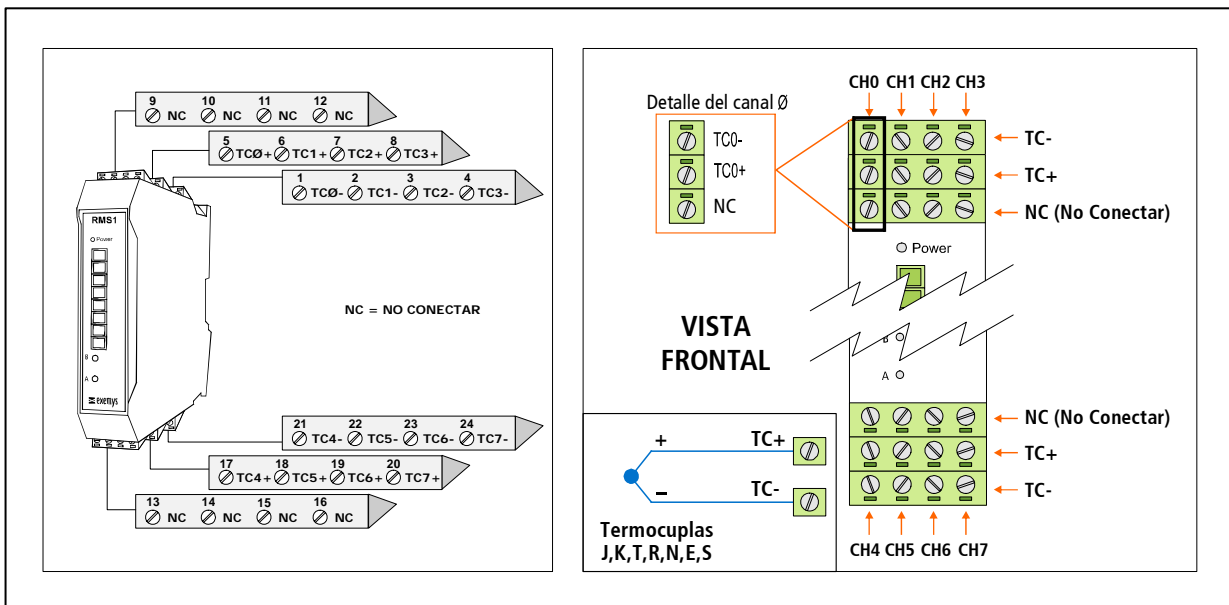 9 10 11 12
NC NC NC NC
5 6 7 8
TCØ+ TC1+ TC2+ TC3+
1 2 3 4
TCØ- TC1- TC2- TC3-
RMS1
Power
B
A
exemys
NC = NO CONECTAR
21 22 23 24
TC4- TC5- TC6- TC7-
17 18 19 20
TC4+ TC5+ TC6+ TC7+
13 14 15 16
NC NC NC NC
CH0 CH1 CH2 CH3
Detalle del canal Ø
TC0-
TC0+
NC
TC-
TC+
NC (No Conectar)
Power
VISTA
FRONTAL
B
A
NC (No Conectar)
TC+
TC-
CH4 CH5 CH6 CH7
+ TC+
– TC-
Termocuplas
J,K,T,R,N,E,S